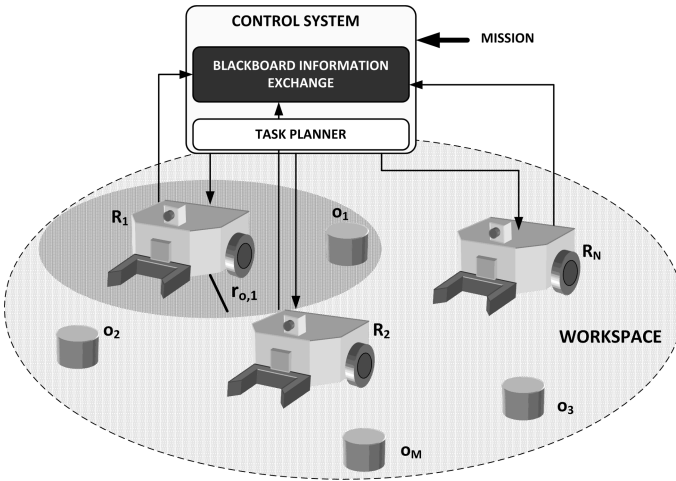 CONTROL SYSTEM
MISSION
BLACKBOARD INFORMATION
EXCHANGE
TASK PLANNER
R1
o1
RN
ro,1
o2
R2
WORKSPACE
o3
oM